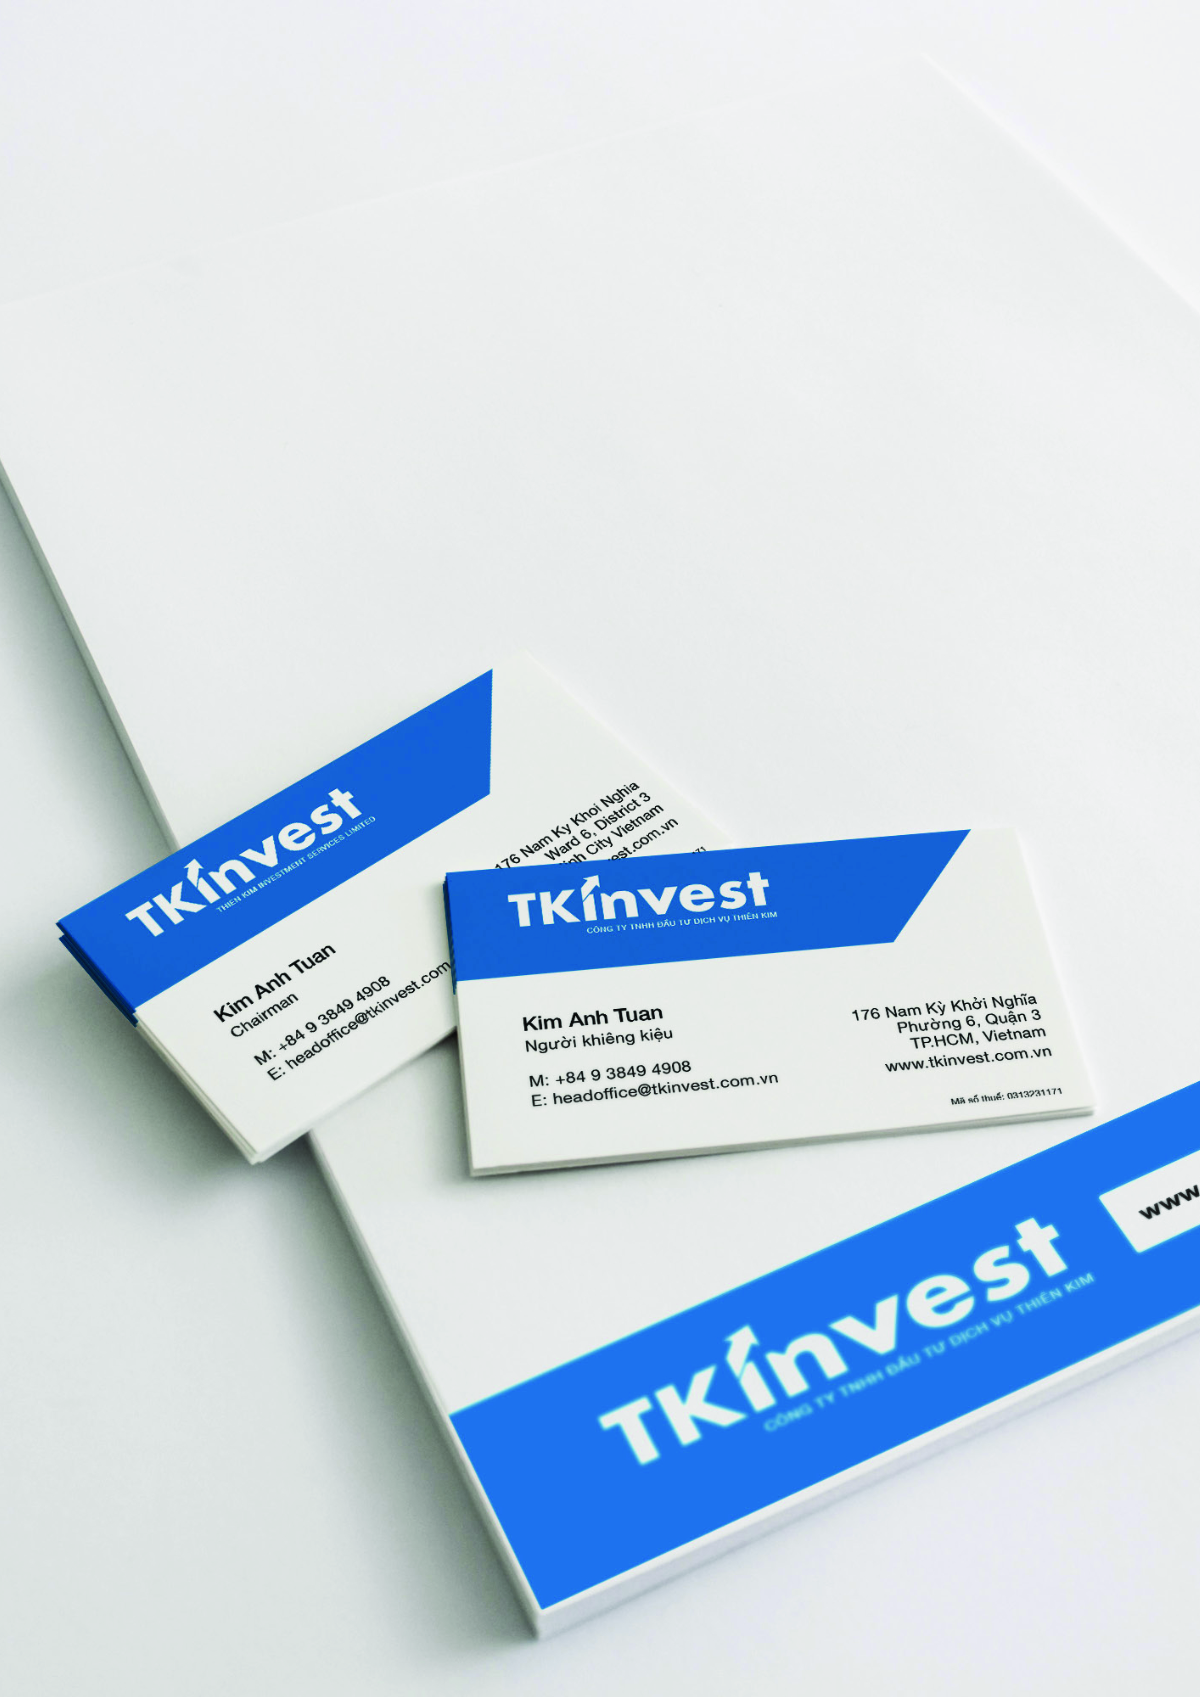 TKinvest
THIEN KIM INVESTMENT SERVICES LIMITED
Kim Anh Tuan
Chairman
M: +84 9 3849 4908
E: headoffice@tkinvest.com
176 Nam Ky Khoi Nghia
Ward 6, District 3
City Vietnam
TKinvest
CÔNG TY TNHH ĐẦU TƯ DỊCH VỤ THIÊN KIM
Kim Anh Tuan
Người khiêng kiệu
M: +84 9 3849 4908
E: headoffice@tkinvest.com.vn
176 Nam Kỳ Khởi Nghĩa
Phường 6, Quận 3
TP.HCM, Vietnam
www.tkinvest.com.vn
Mã số thuế: 0313231171
TKinvest
CÔNG TY TNHH ĐẦU TƯ DỊCH VỤ THIÊN KIM
www.